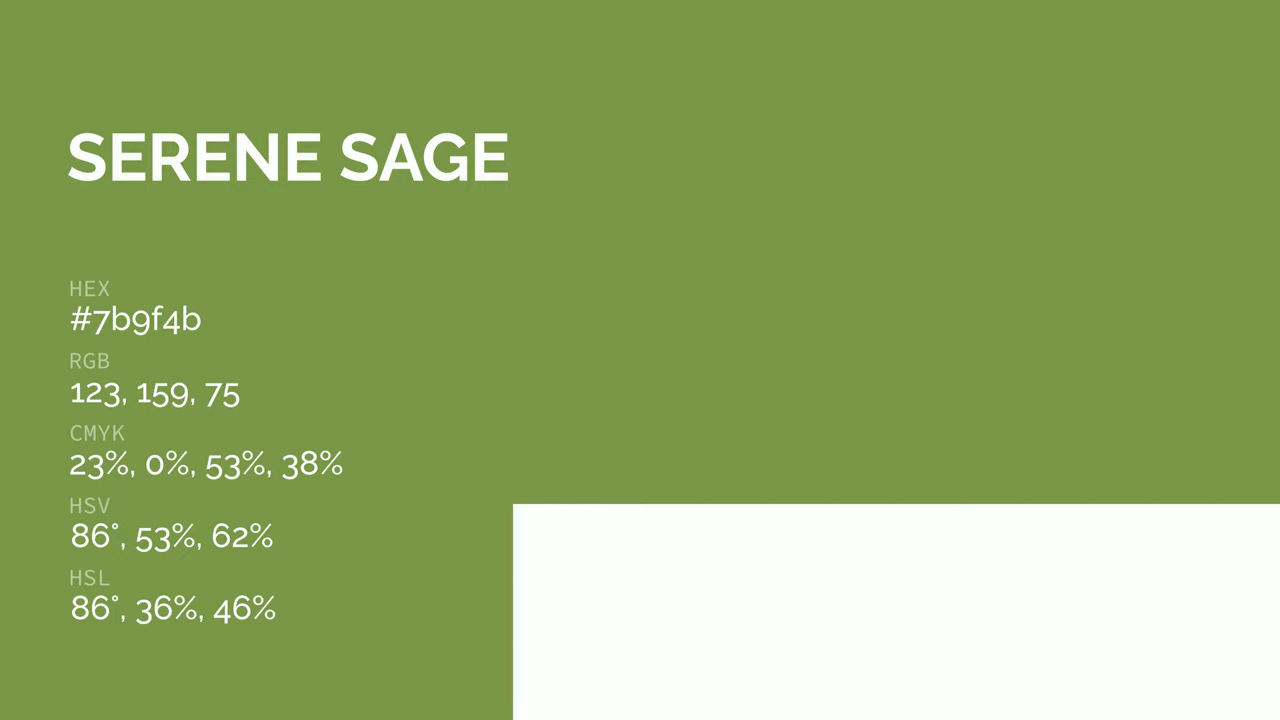 SERENE SAGE
HEX
#7b9f4b
RGB
123, 159, 75
CMYK
23%, 0%, 53%, 38%
HSV
86°, 53%, 62%
HSL
86°, 36%, 46%